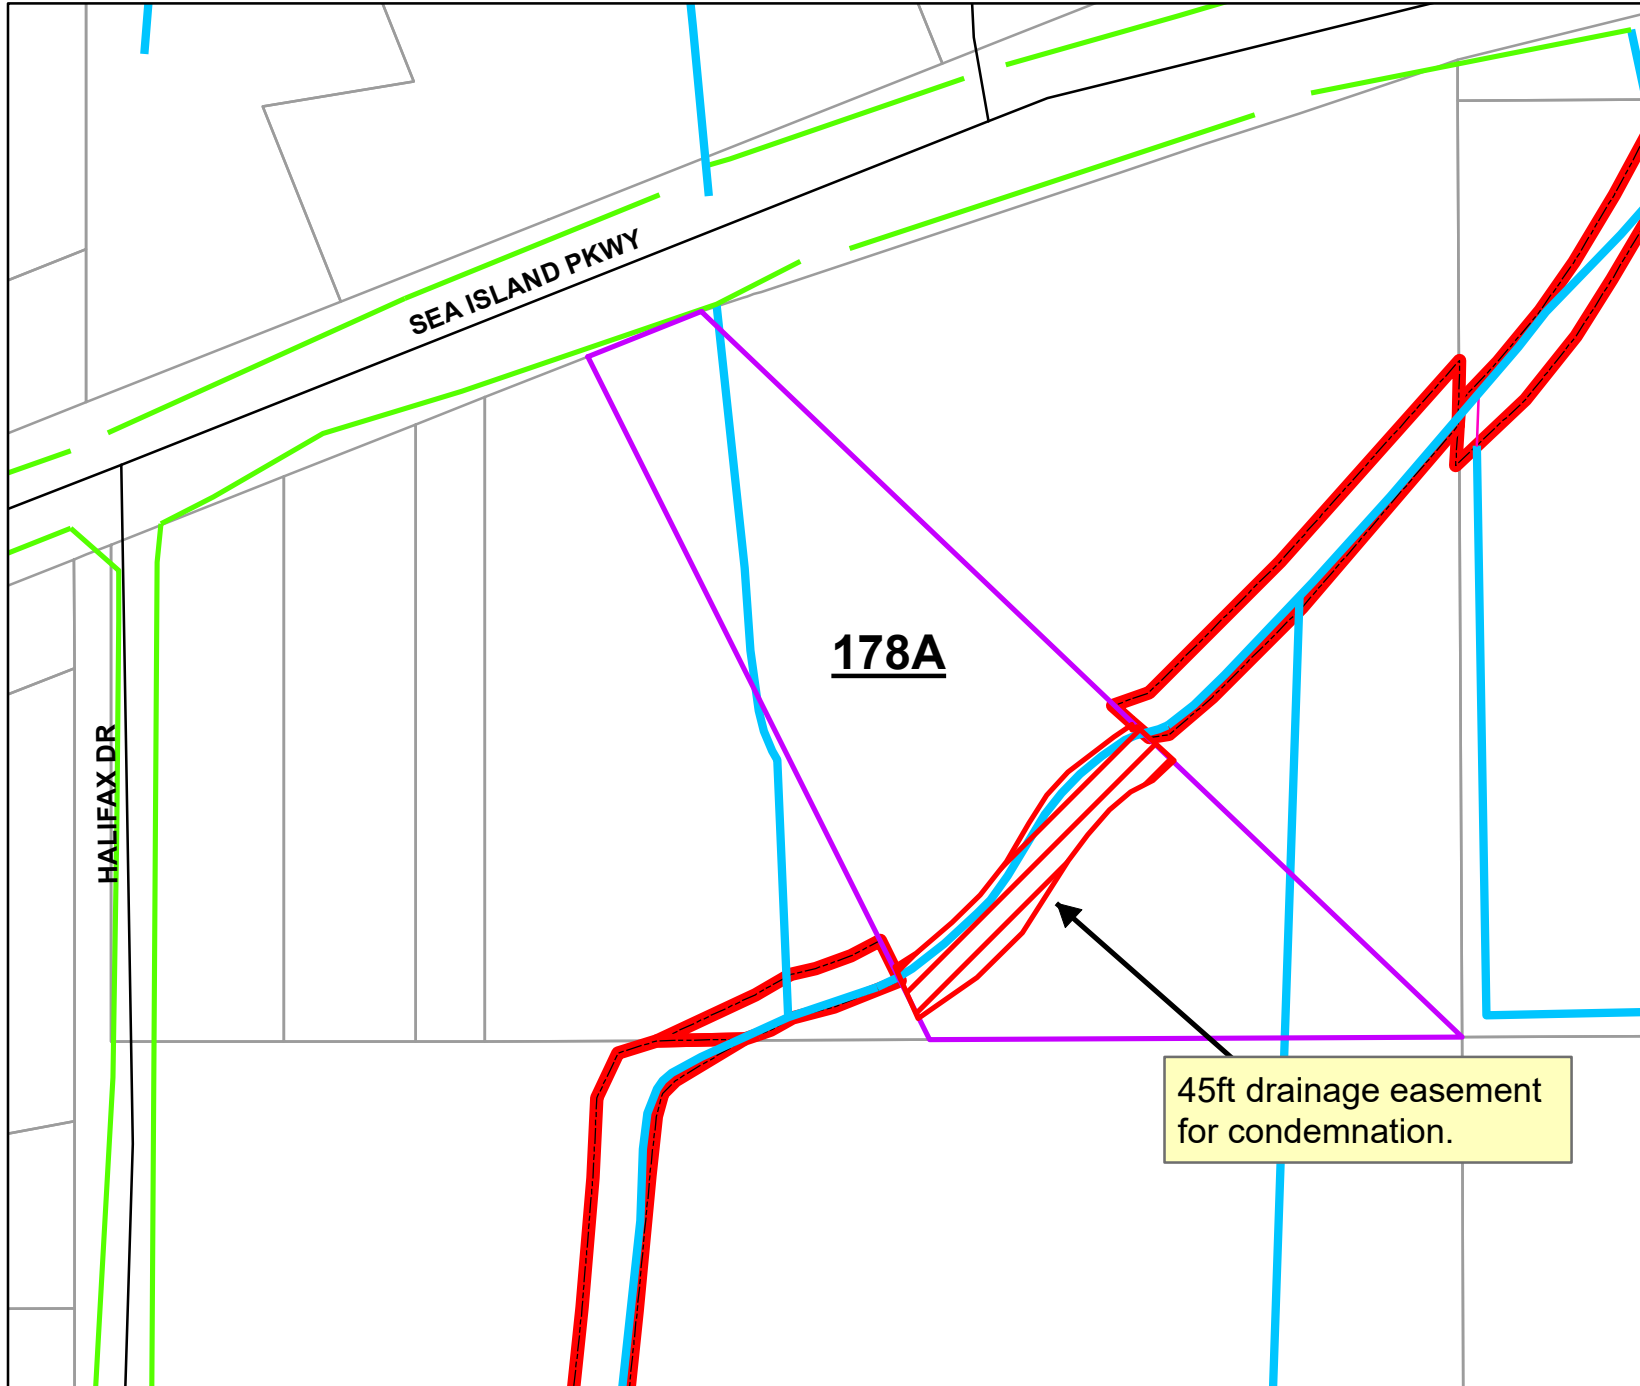 SEA ISLAND PKWY
178A
HALIFAX DR
45ft drainage easement
for condemnation.